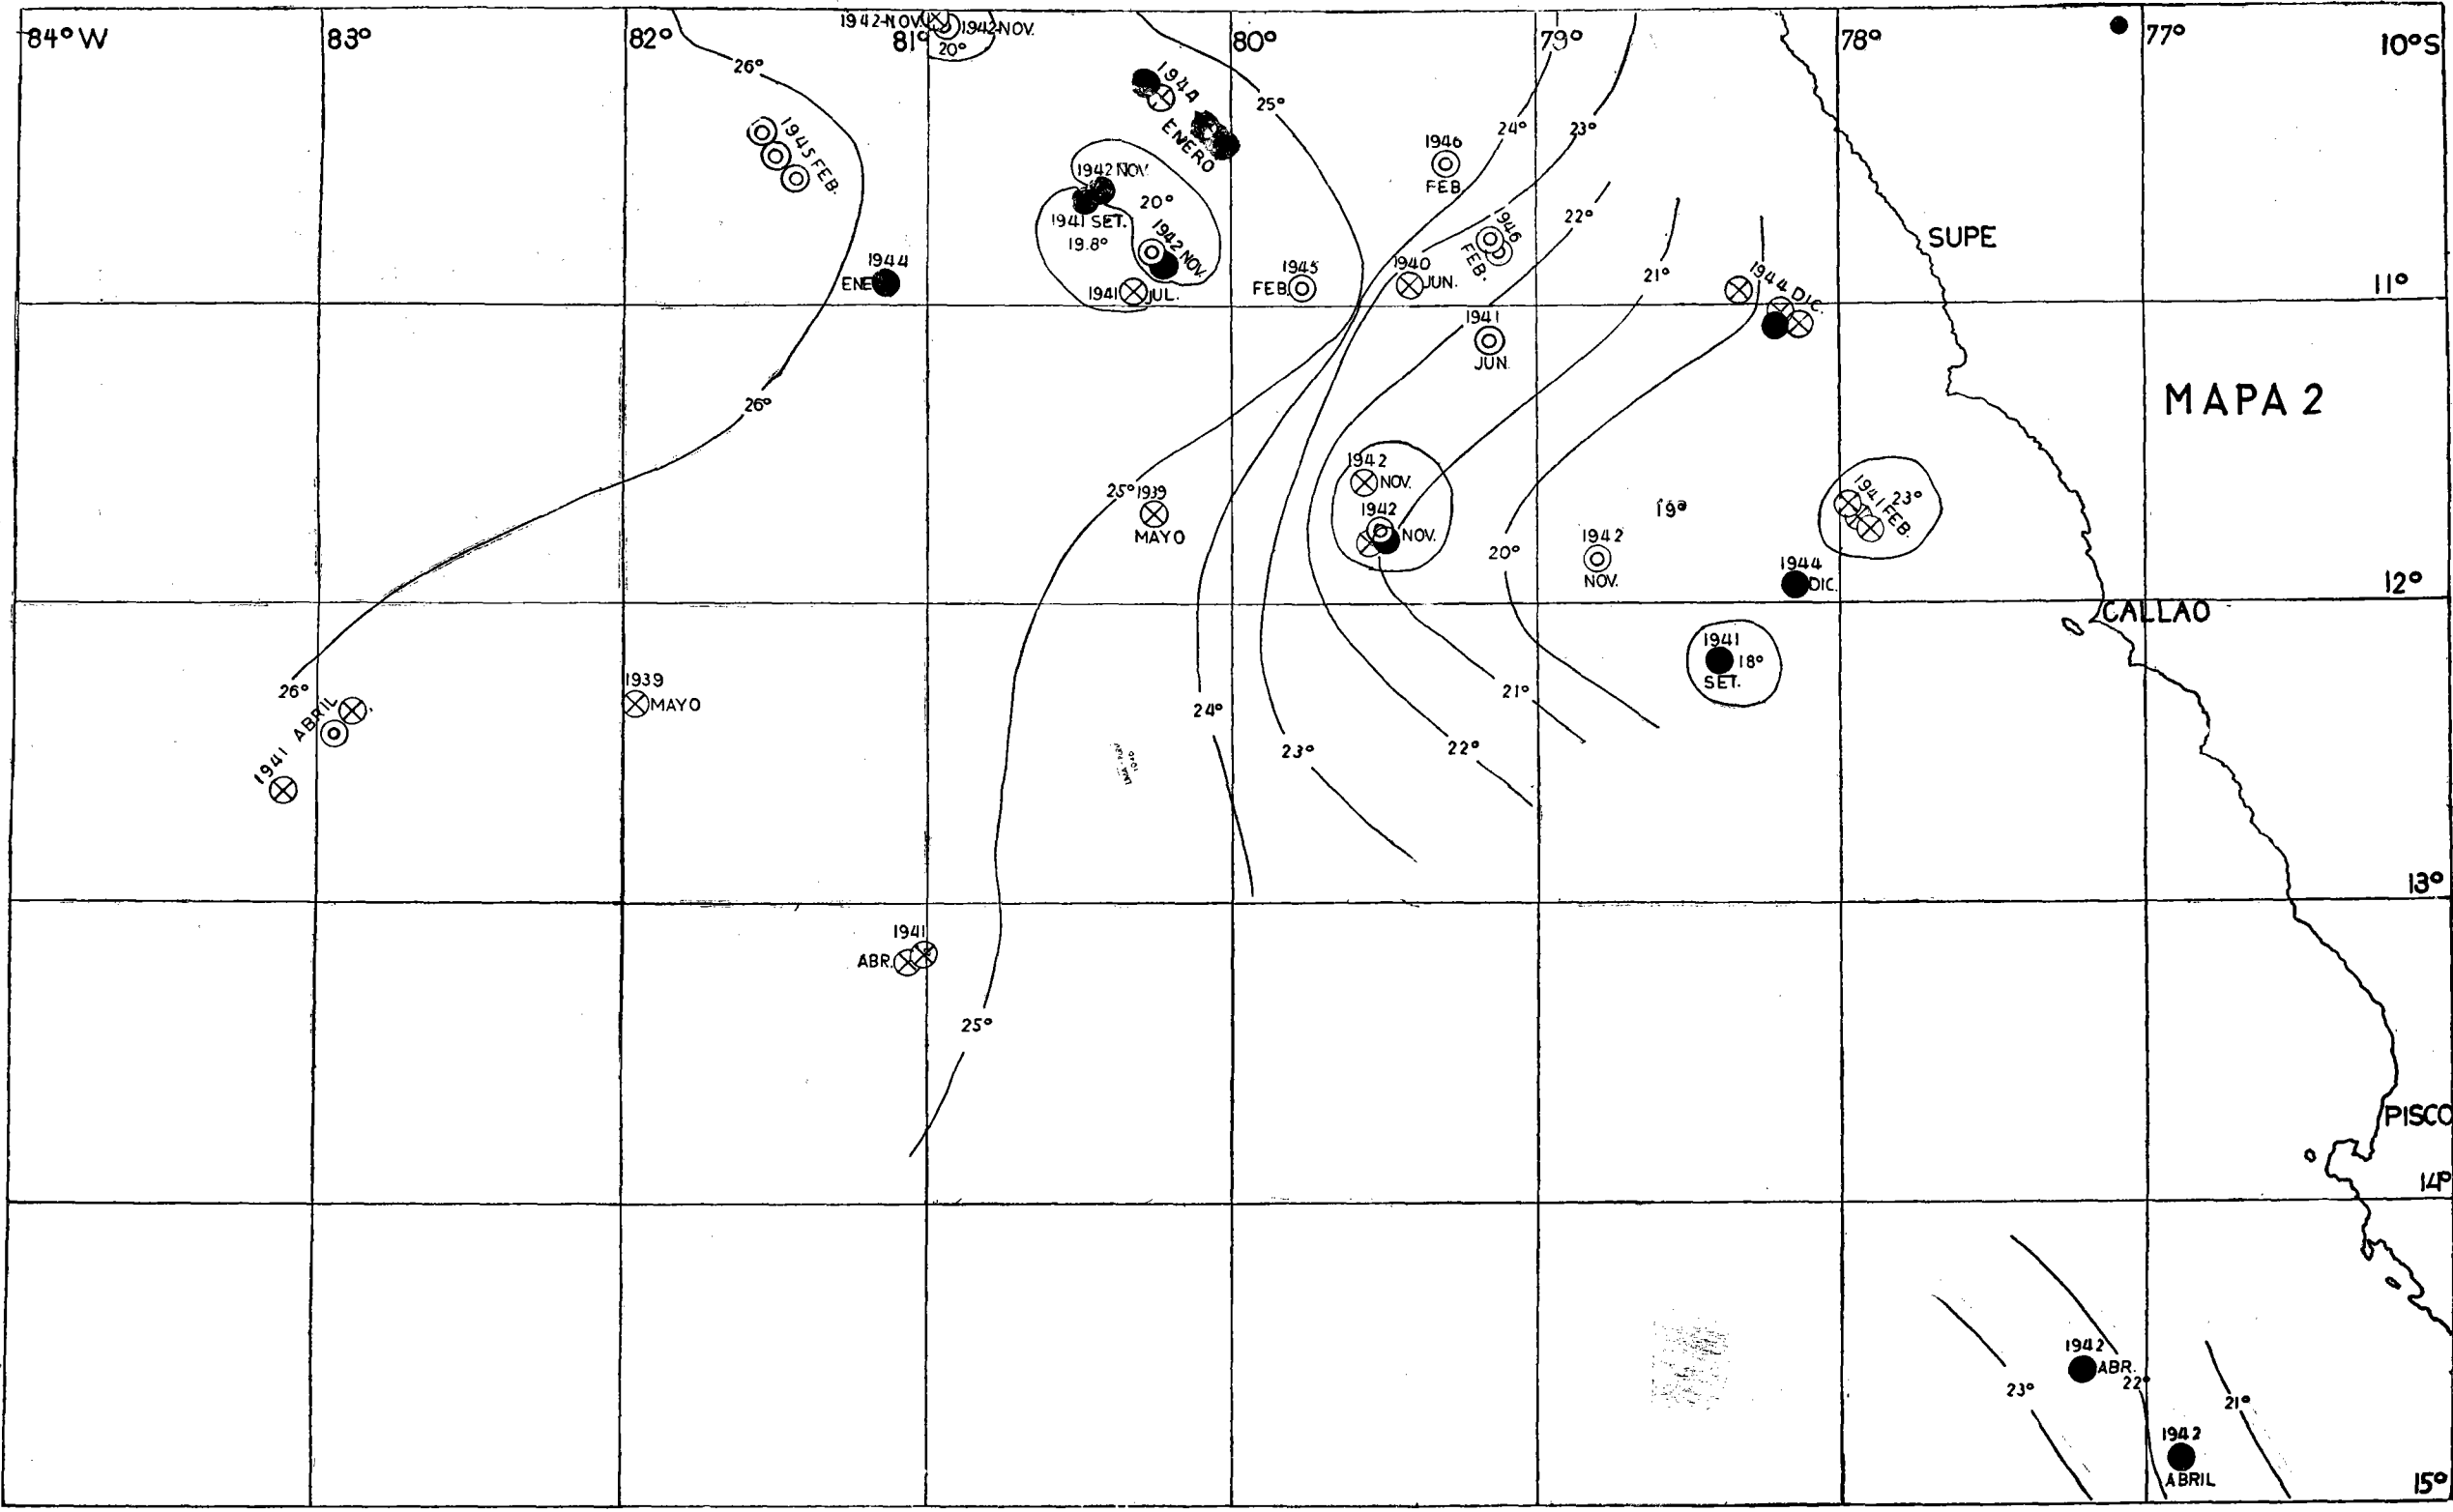 1942-NOV.
1942-NOV.
84°W
83°
82°
81°
80°
79°
78°
77°
10°S
20°
26°
1944
ENERO
25°
24°
23°
1945 FEB.
1946
FEB.
1942 NOV.
20°
1941 SET.
19.8°
1942 NOV.
22°
1946
FEB.
SUPE
1944
ENE
1941 JUL.
1945
FEB.
1940
JUN.
21°
1944 DIC.
11°
1941
JUN.
MAPA 2
26°
1942
NOV.
25°
1939
MAYO
1942
NOV.
19°
1941 FEB.
23°
20°
1942
NOV.
1944
DIC.
12°
CALLAO
1941
18°
SET.
26°
1939
MAYO
1941 ABRIL
21°
24°
23°
22°
13°
1941
ABR.
25°
PISCO
14°
1942
ABR.
22°
23°
21°
1942
ABRIL
15°